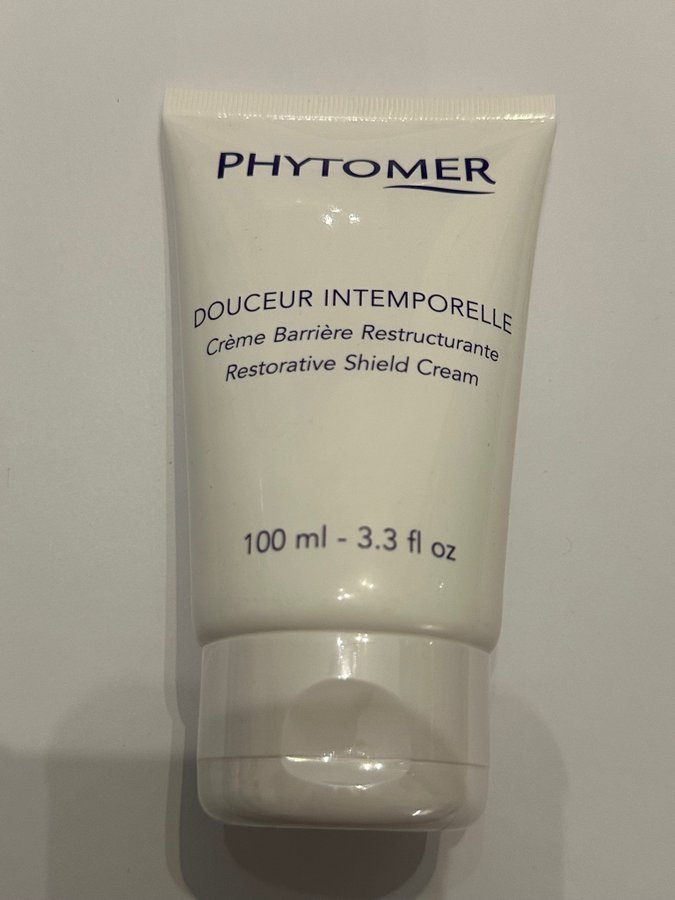 PHYTOMER
DOUCEUR INTEMPORELLE
Crème Barrière Restructurante
Restorative Shield Cream
100 ml - 3.3 fl oz